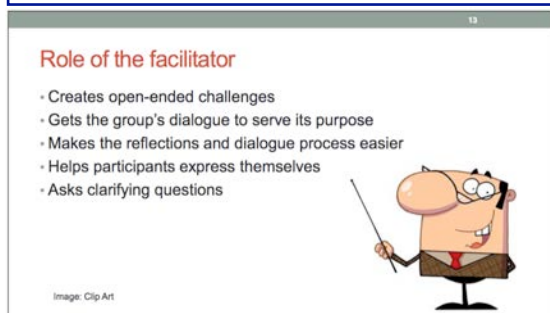 13
Role of the facilitator
• Creates open-ended challenges
• Gets the group's dialogue to serve its purpose
• Makes the reflections and dialogue process easier
• Helps participants express themselves
• Asks clarifying questions
Image: Clip Art